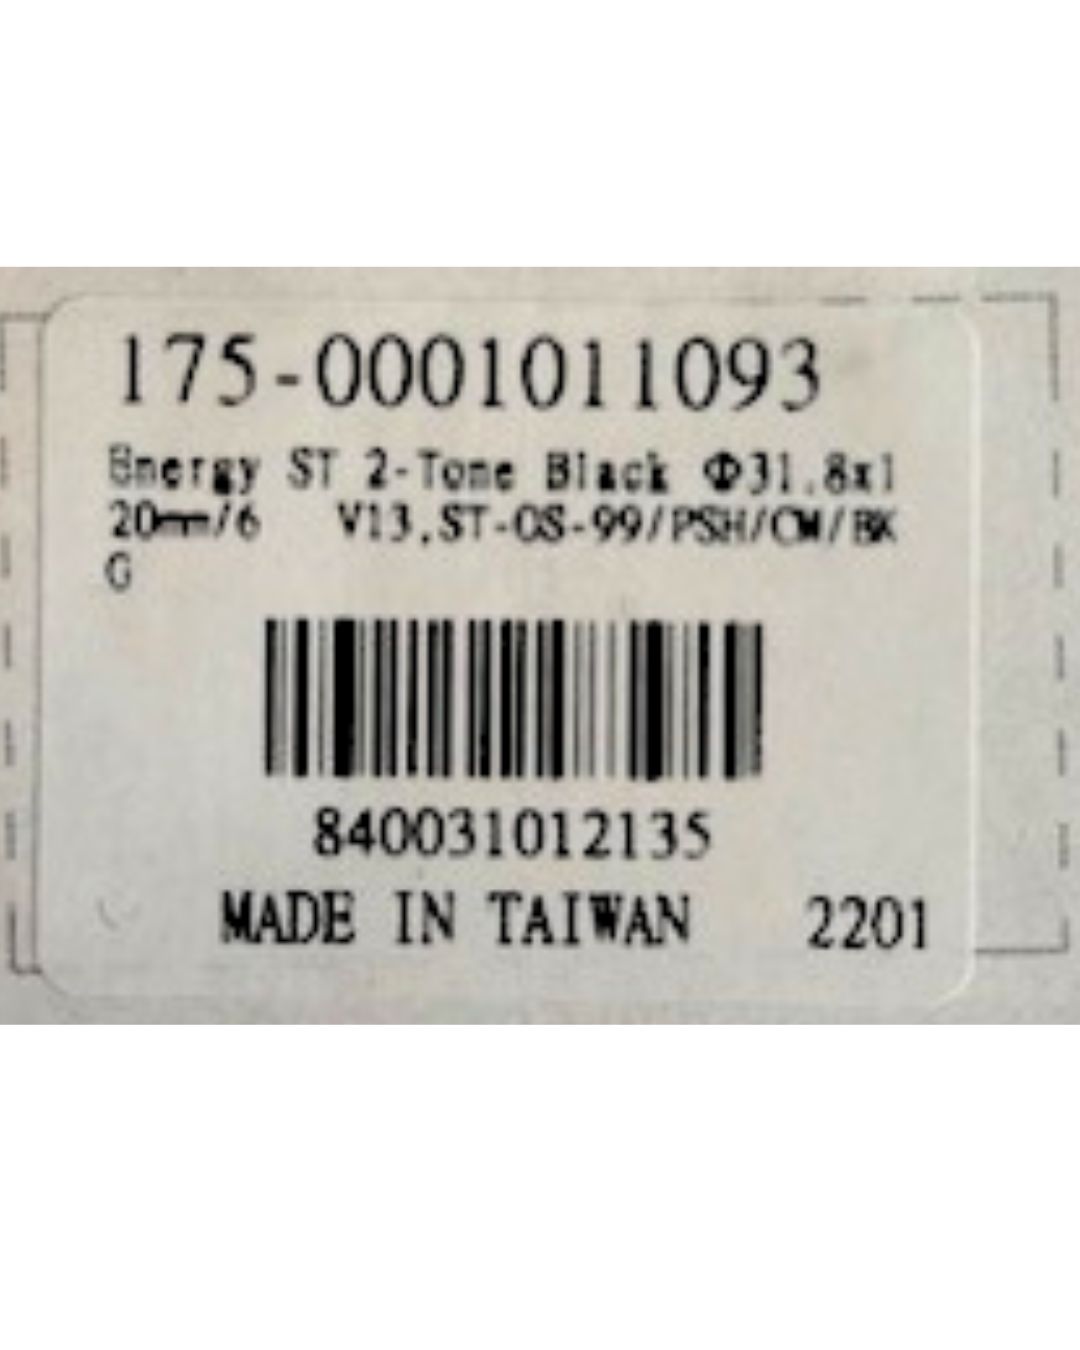 175-0001011093
Energy ST 2-Tone Black Φ31.8x1
20mm/6 V13.ST-OS-99/PSH/CW/BK
G
840031012135
MADE IN TAIWAN 2201